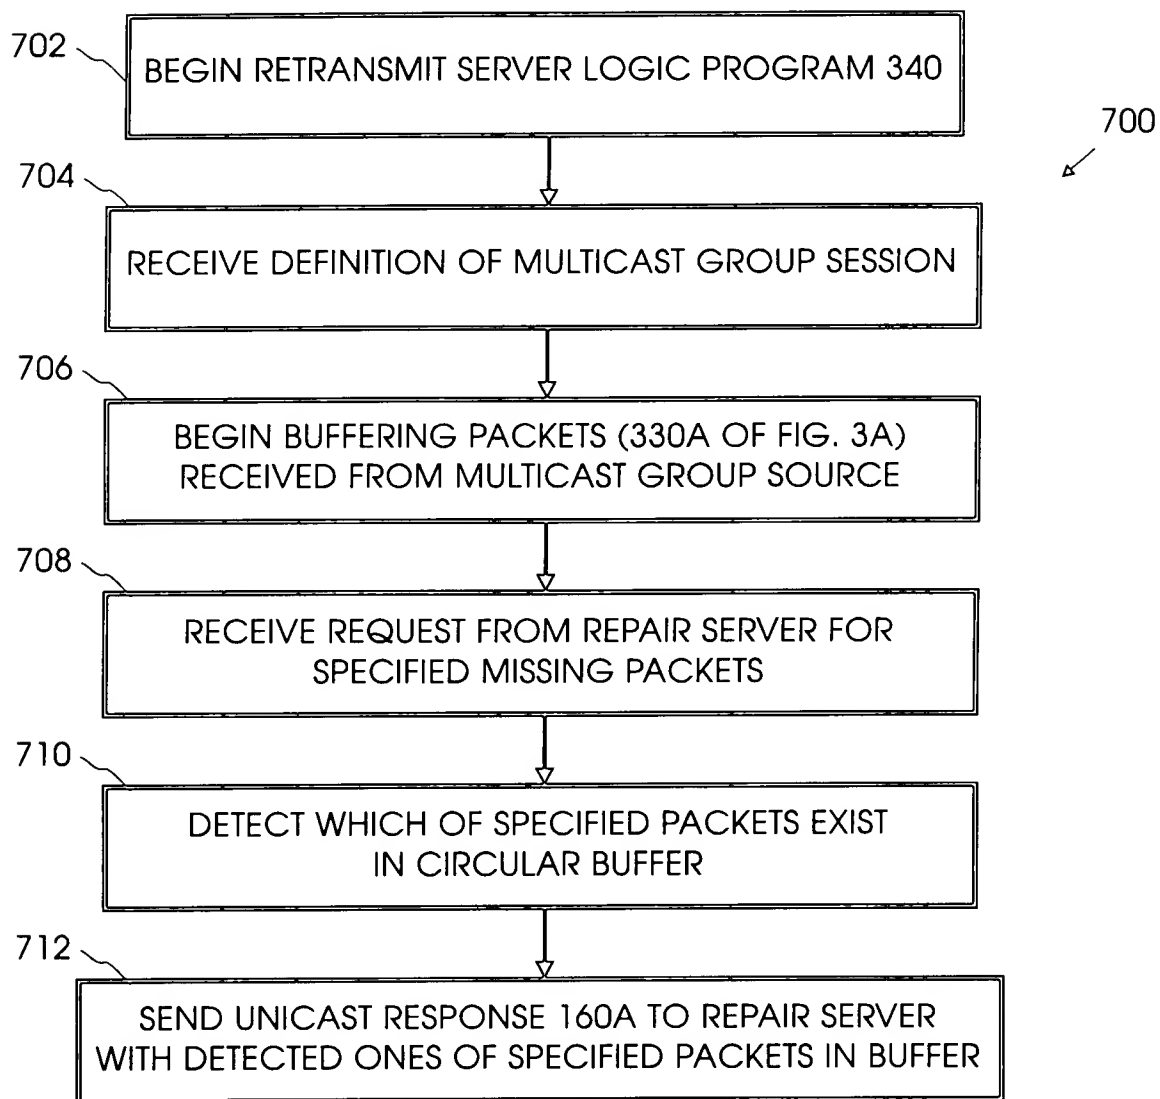 702
BEGIN RETRANSMIT SERVER LOGIC PROGRAM 340
700
704
RECEIVE DEFINITION OF MULTICAST GROUP SESSION
706
BEGIN BUFFERING PACKETS (330A OF FIG. 3A)
RECEIVED FROM MULTICAST GROUP SOURCE
708
RECEIVE REQUEST FROM REPAIR SERVER FOR
SPECIFIED MISSING PACKETS
710
DETECT WHICH OF SPECIFIED PACKETS EXIST
IN CIRCULAR BUFFER
712
SEND UNICAST RESPONSE 160A TO REPAIR SERVER
WITH DETECTED ONES OF SPECIFIED PACKETS IN BUFFER